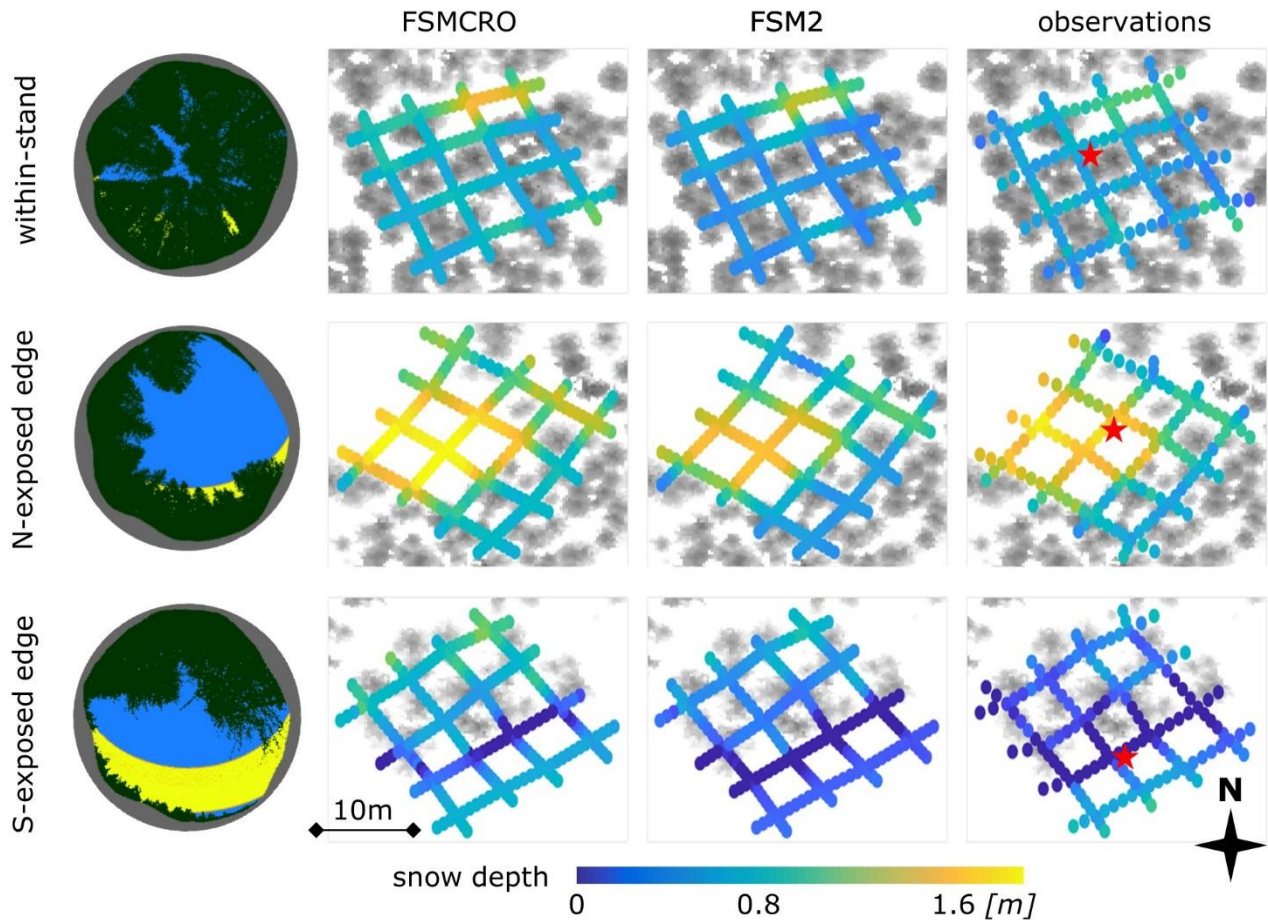 FSMCRO FSM2 observations
within-stand
N-exposed edge
S-exposed edge
10m
N
snow depth
0 0.8 1.6 [m]